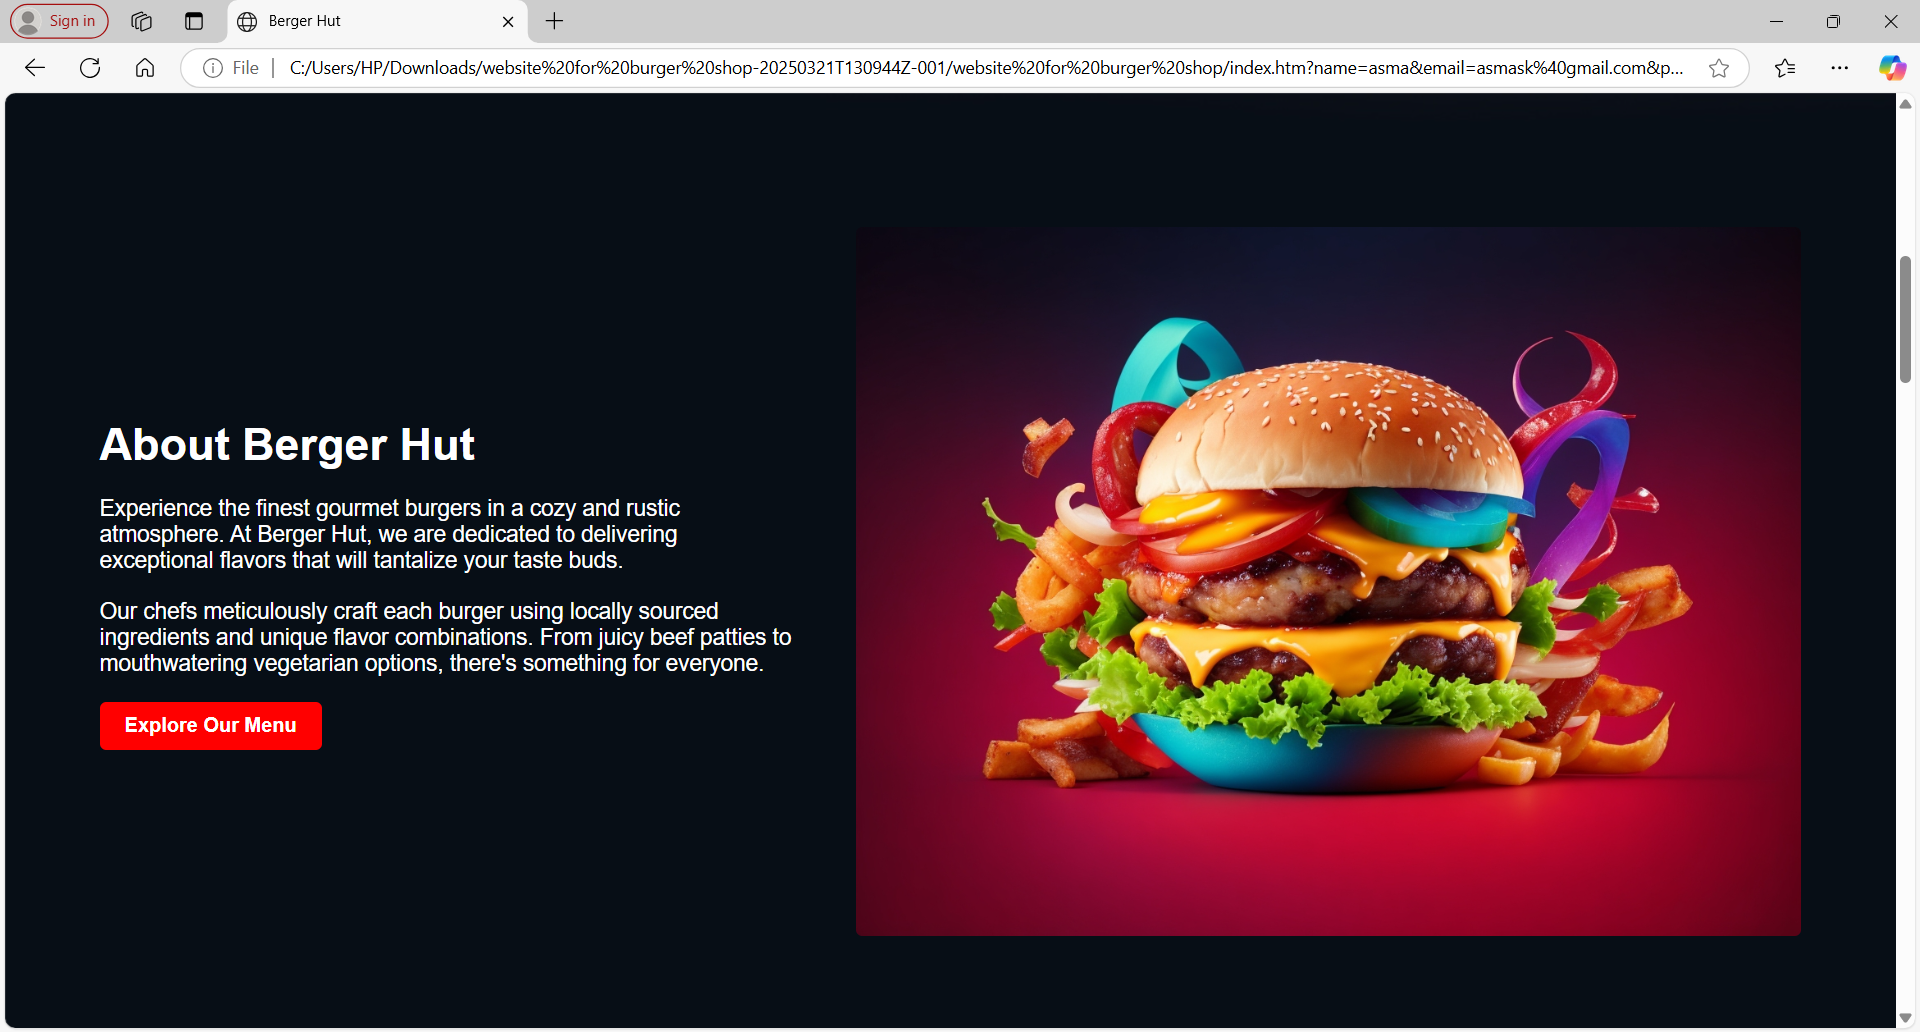 Sign in
Berger Hut
File
C:/Users/HP/Downloads/website%20for%20burger%20shop-20250321T130944Z-001/website%20for%20burger%20shop/index.htm?name=asma&email=asmask%40gmail.com&p...
About Berger Hut
Experience the finest gourmet burgers in a cozy and rustic
atmosphere. At Berger Hut, we are dedicated to delivering
exceptional flavors that will tantalize your taste buds.
Our chefs meticulously craft each burger using locally sourced
ingredients and unique flavor combinations. From juicy beef patties to
mouthwatering vegetarian options, there's something for everyone.
Explore Our Menu